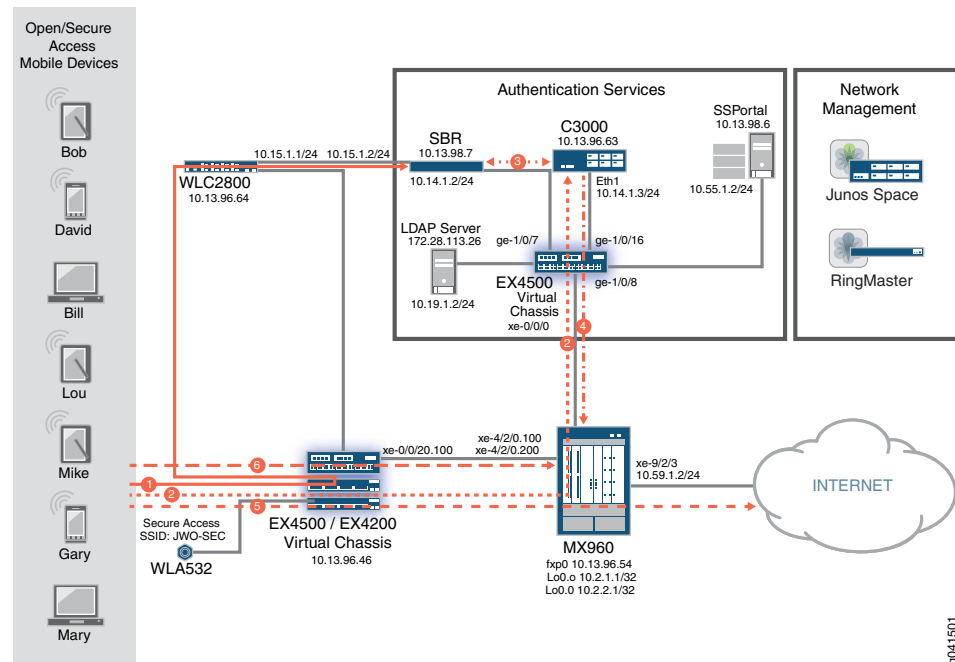 Open/Secure
Access
Mobile Devices
Bob
David
Bill
Lou
Mike
Gary
Mary
Authentication Services
SBR
10.13.98.7
10.14.1.2/24
C3000
10.13.96.63
Eth1
10.14.1.3/24
SSPortal
10.13.98.6
10.55.1.2/24
Network
Management
Junos Space
RingMaster
10.15.1.1/24
10.15.1.2/24
WLC2800
10.13.96.64
3
LDAP Server
172.28.113.26
10.19.1.2/24
ge-1/0/7
ge-1/0/16
ge-1/0/8
EX4500
Virtual
Chassis
xe-0/0/0
4
2
xe-0/0/20.100
xe-4/2/0.100
xe-4/2/0.200
6
1
2
5
xe-9/2/3
10.59.1.2/24
INTERNET
Secure Access
SSID: JWO-SEC
WLA532
EX4500 / EX4200
Virtual Chassis
10.13.96.46
MX960
fxp0 10.13.96.54
Lo0.o 10.2.1.1/32
Lo0.0 10.2.2.1/32
g041501